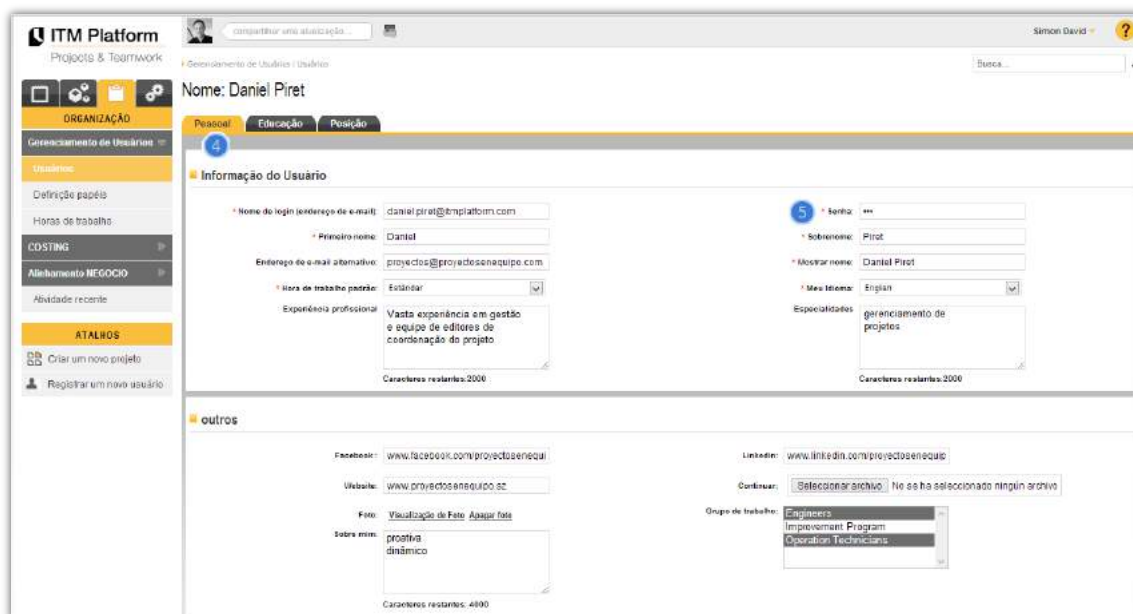 ITM Platform
Projects & Teamwork
compartilhar uma atualização...
Simon David
?
Gerenciamento de Usuários / Usuários
Busca...
Nome: Daniel Piret
ORGANIZAÇÃO
Pessoal Educação Posição
Gerenciamento de Usuários
4
Usuários
Informação do Usuário
Definição papéis
Horas de trabalho
COSTING
Alinhamento NEGOCIO
Atividade recente
ATALHOS
Criar um novo projeto
Registrar um novo usuário
* Nome do login (endereço de e-mail): daniel.piret@itmplatform.com
5 * Senha: •••
* Primeiro nome: Daniel
* Sobrenome: Piret
Endereço de e-mail alternativo: proyectos@proyectosenequipo.com
* Mostrar nome: Daniel Piret
* Hora de trabalho padrão: Estándar
* Meu Idioma: English
Experiência profissional
Vasta experiência em gestão
e equipe de editores de
coordenação do projeto
Caracteres restantes:2000
Especialidades
gerenciamento de
projetos
Caracteres restantes:2000
outros
Facebook: www.facebook.com/proyectosenequi
Linkedin: www.linkedin.com/proyectosenequip
Website: www.proyectosenequipo.sz
Continuar: Seleccionar archivo No se ha seleccionado ningún archivo
Foto: Visualização de Foto Apagar foto
Grupo de trabalho: Engineers
Improvement Program
Operation Technicians
Sobre mim: proativa
dinâmico
Caracteres restantes: 4000